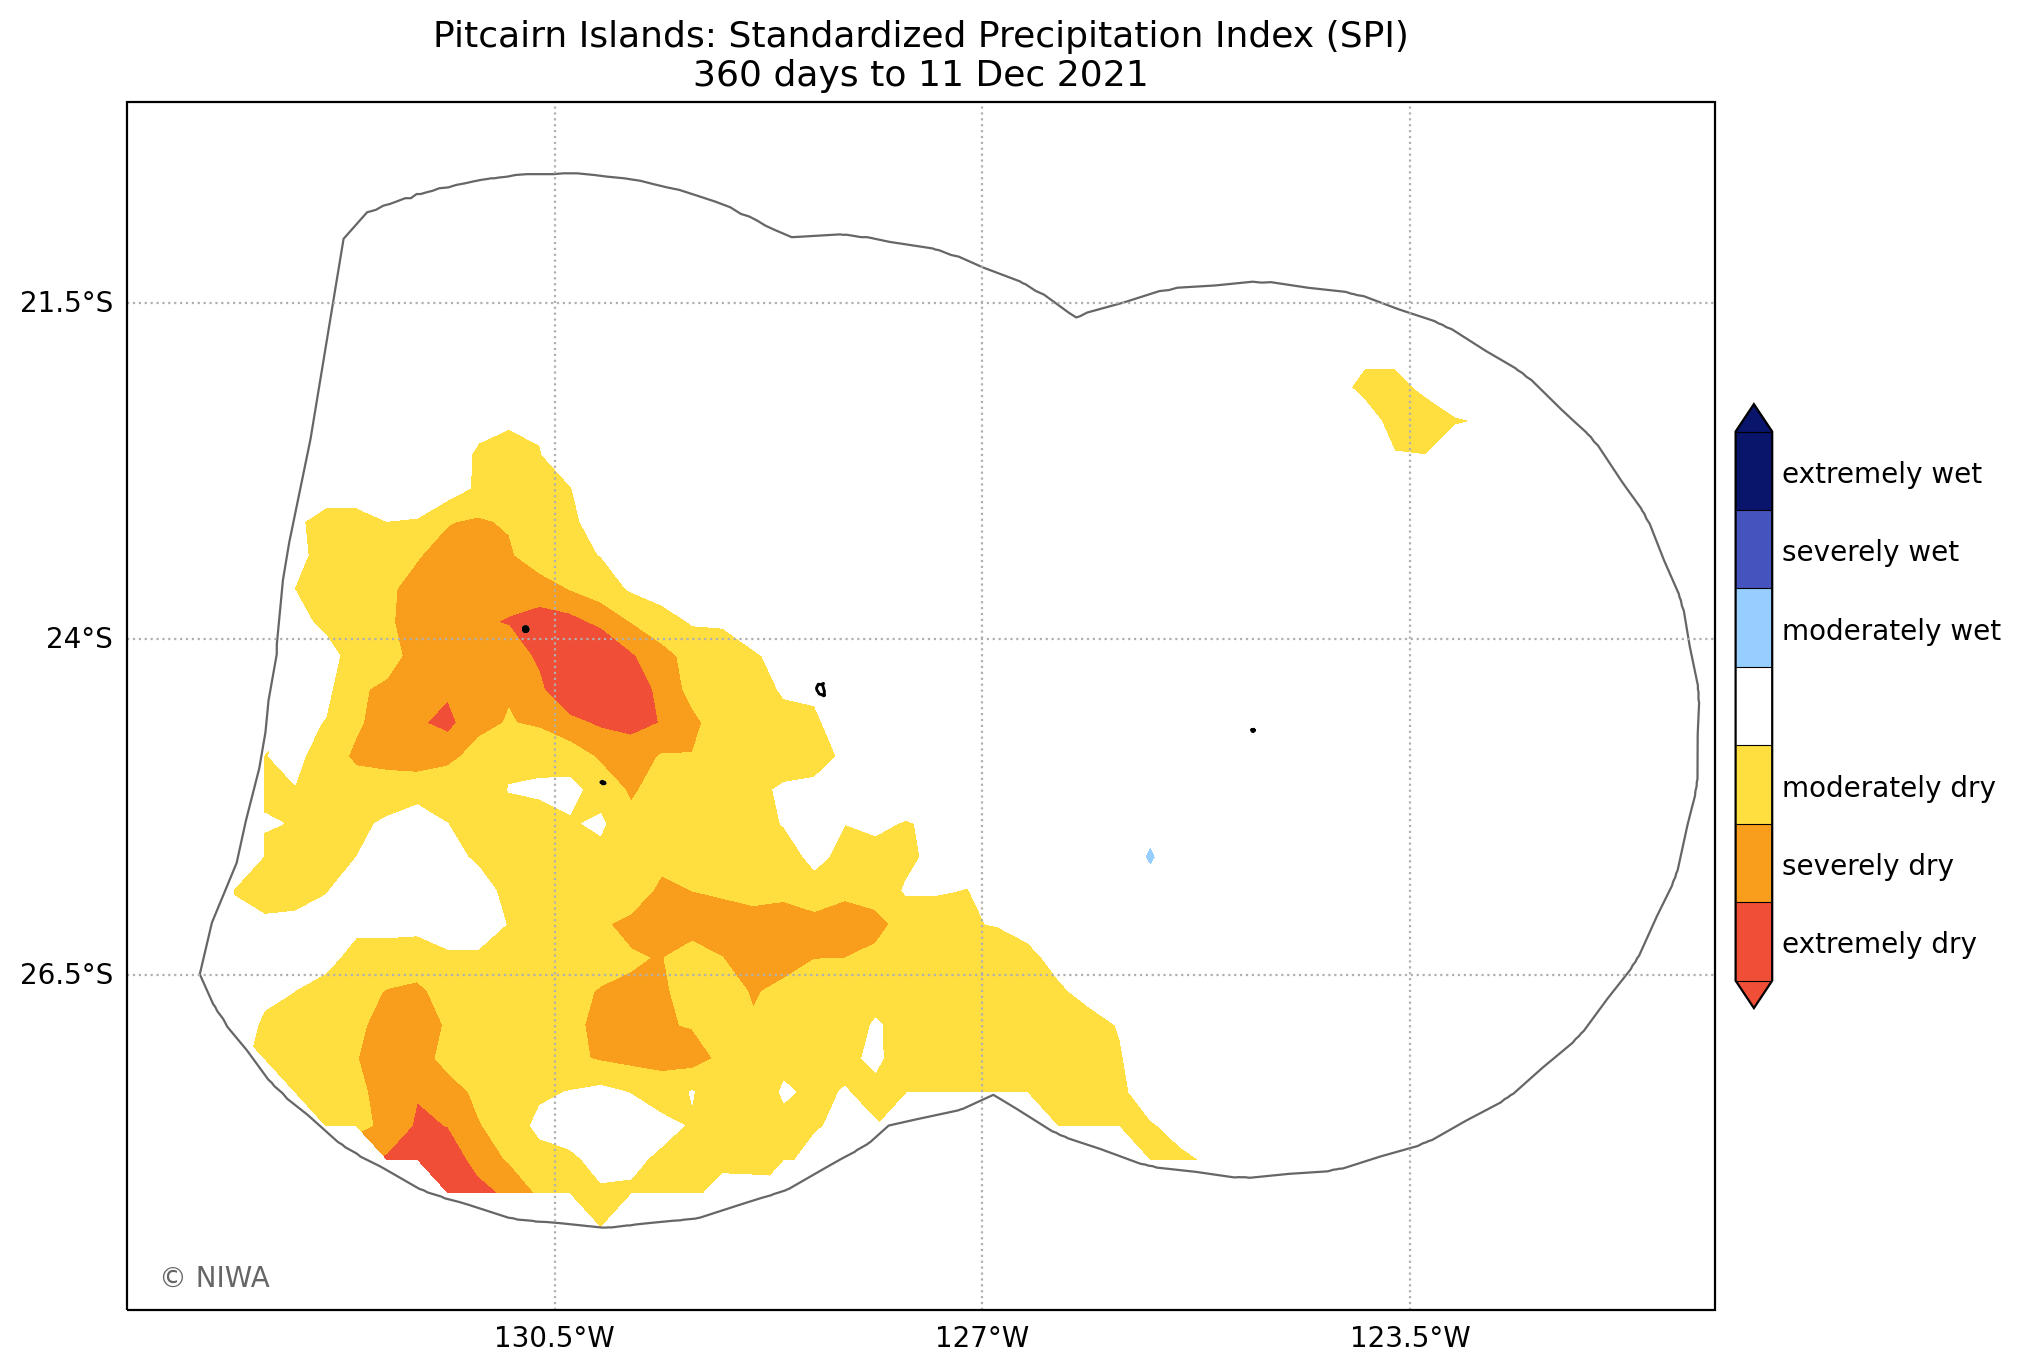 Pitcairn Islands: Standardized Precipitation Index (SPI)
360 days to 11 Dec 2021
21.5°S
24°S
26.5°S
130.5°W
127°W
123.5°W
extremely wet
severely wet
moderately wet
moderately dry
severely dry
extremely dry
© NIWA